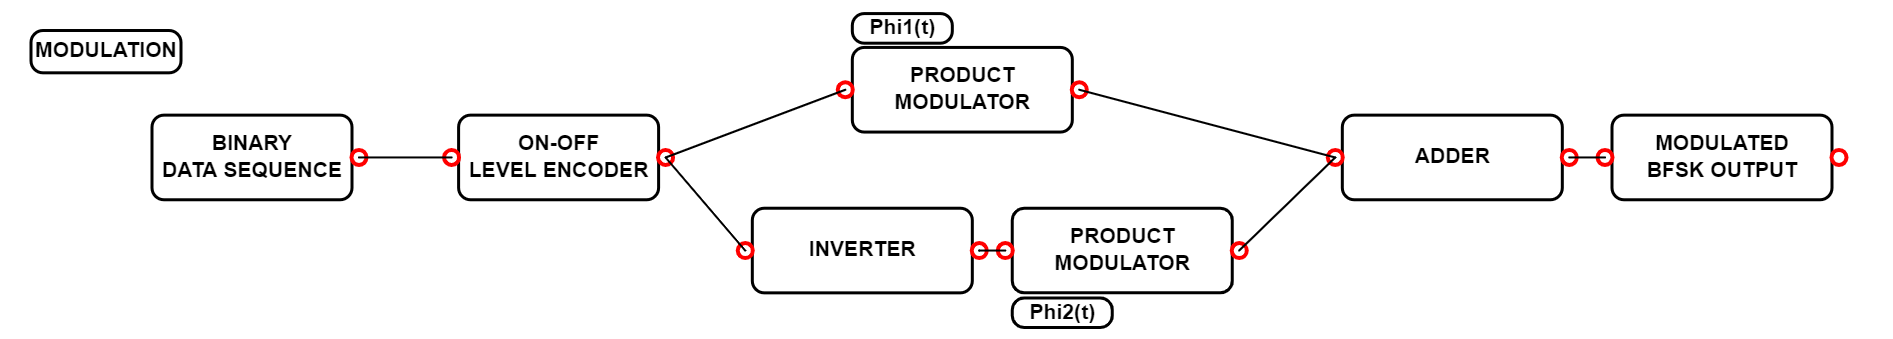 MODULATION
Phi1(t)
PRODUCT
MODULATOR
BINARY
DATA SEQUENCE
ON-OFF
LEVEL ENCODER
ADDER
MODULATED
BFSK OUTPUT
INVERTER
PRODUCT
MODULATOR
Phi2(t)